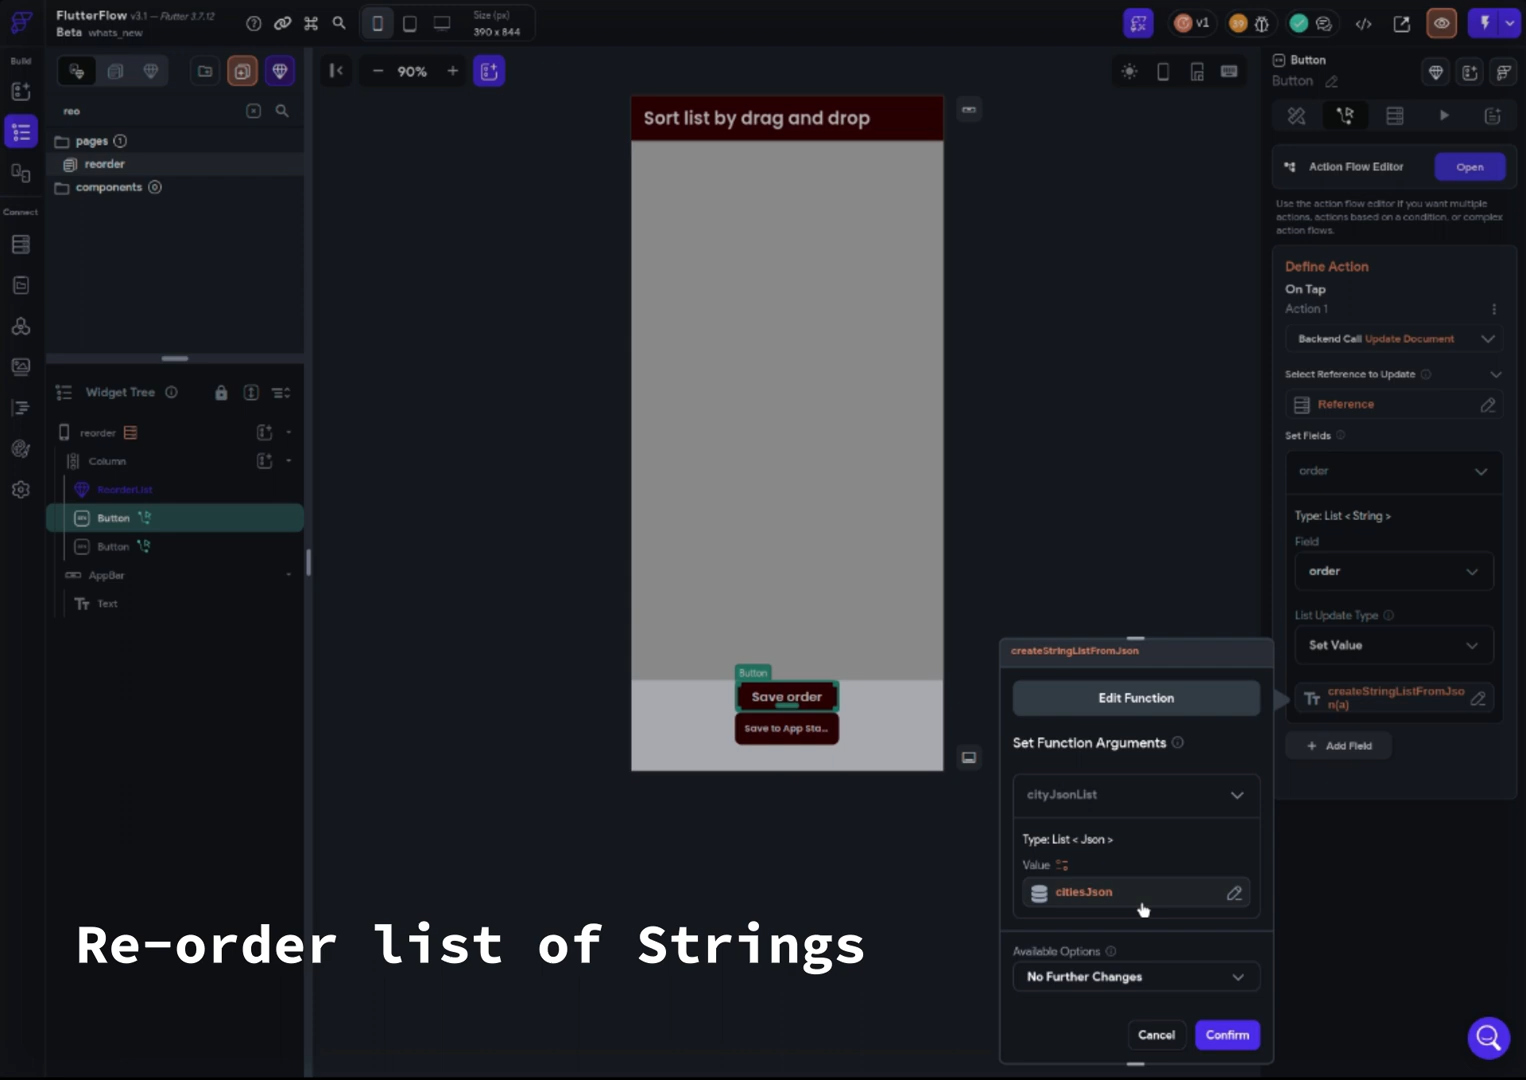 FlutterFlow v3.1 — Flutter 3.7.12
Beta whats_new
Size (px)
390 x 844
v1
39
Build
Connect
90%
reo
pages 1
reorder
components 0
Widget Tree
reorder
Column
ReorderList
Button
Button
AppBar
Text
Sort list by drag and drop
Button
Save order
Save to App Sta...
Re-order list of Strings
createStringListFromJson
Edit Function
Set Function Arguments
cityJsonList
Type: List < Json >
Value
citiesJson
Available Options
No Further Changes
Cancel
Confirm
Button
Button
Action Flow Editor
Open
Use the action flow editor if you want multiple
actions, actions based on a condition, or complex
action flows.
Define Action
On Tap
Action 1
Backend Call Update Document
Select Reference to Update
Reference
Set Fields
order
Type: List < String >
Field
order
List Update Type
Set Value
createStringListFromJso
n(a)
+ Add Field